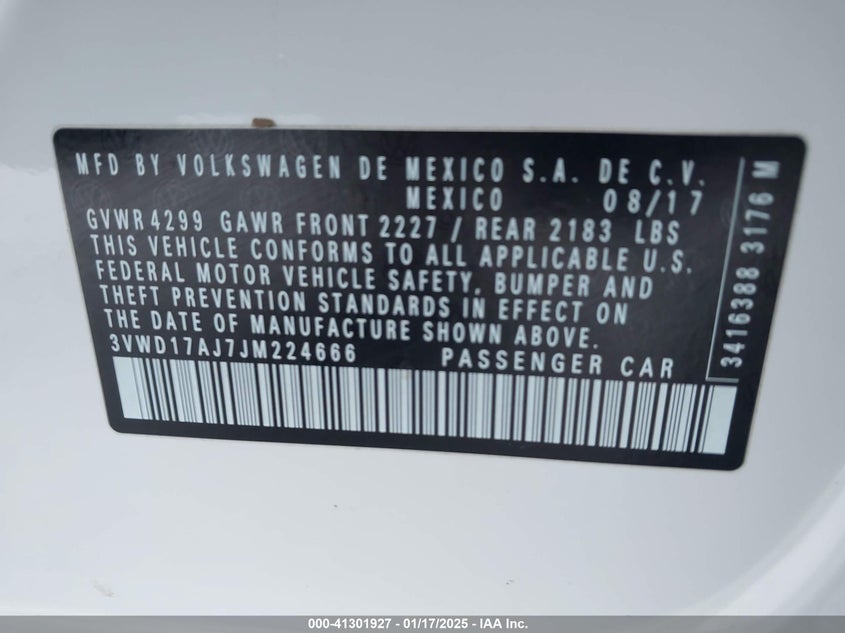 MFD BY VOLKSWAGEN DE MEXICO S.A. DE C.V.
MEXICO 08/17
GVWR 4299 GAWR FRONT 2227 / REAR 2183 LBS
THIS VEHICLE CONFORMS TO ALL APPLICABLE U.S.
FEDERAL MOTOR VEHICLE SAFETY, BUMPER AND
THEFT PREVENTION STANDARDS IN EFFECT ON
THE DATE OF MANUFACTURE SHOWN ABOVE.
3VWD17AJ7JM224666 PASSENGER CAR
3416388 3176 M
000-41301927 - 01/17/2025 - IAA, Inc.